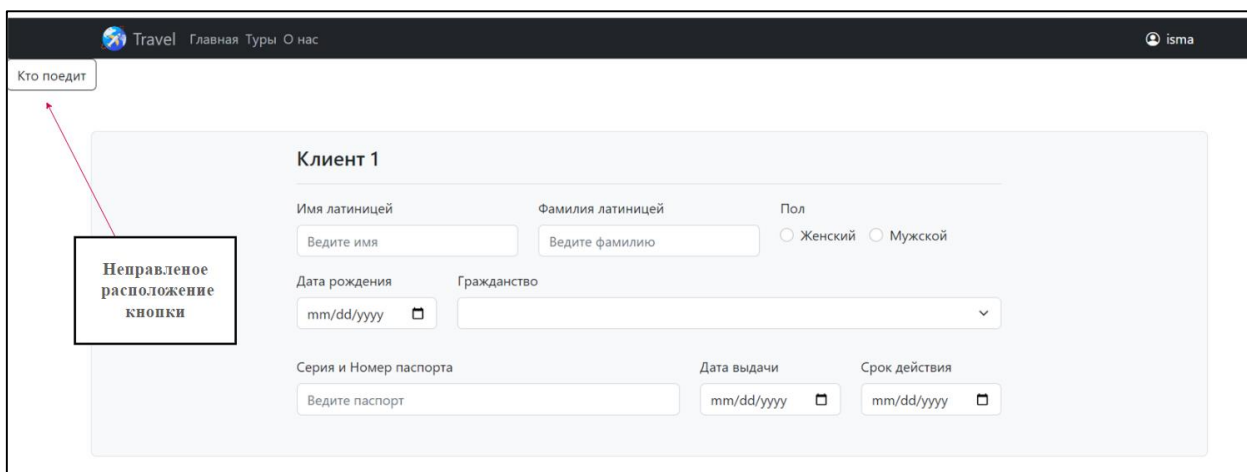 Travel Главная Туры О нас
isma
Кто поедит
Клиент 1
Имя латиницей
Фамилия латиницей
Пол
Ведите имя
Ведите фамилию
Женский
Мужской
Неправленое
расположение
кнопки
Дата рождения
Гражданство
mm/dd/yyyy
Серия и Номер паспорта
Дата выдачи
Срок действия
Ведите паспорт
mm/dd/yyyy
mm/dd/yyyy